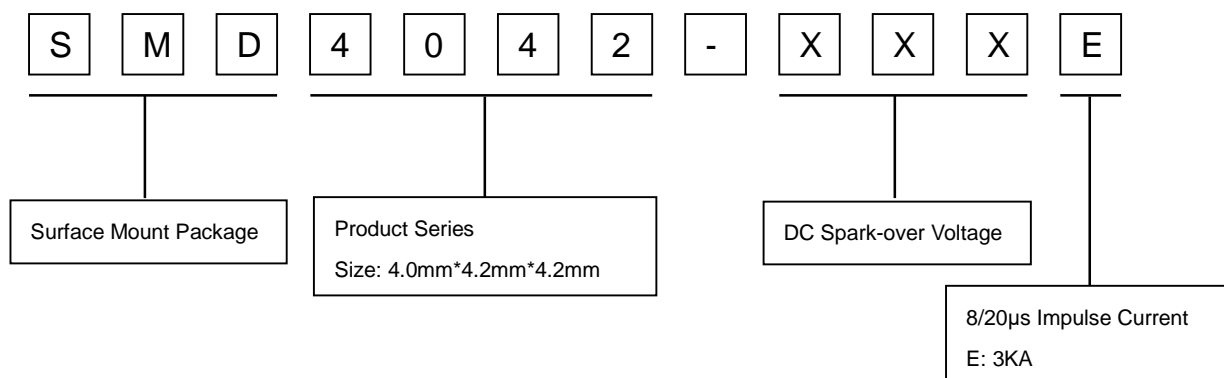 S M D 4 0 4 2 - X X X E
Surface Mount Package
Product Series
Size: 4.0mm*4.2mm*4.2mm
DC Spark-over Voltage
8/20μs Impulse Current
E: 3KA